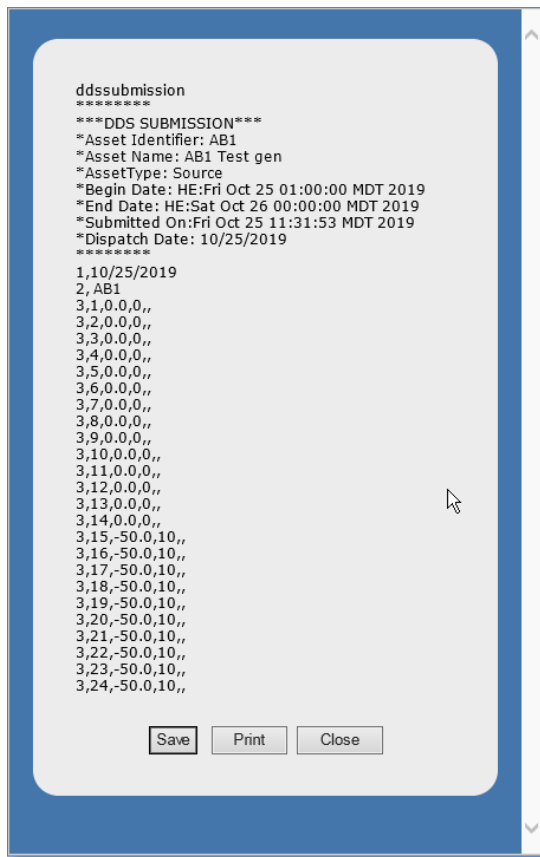 ddssubmission
********
***DDS SUBMISSION***
*Asset Identifier: AB1
*Asset Name: AB1 Test gen
*AssetType: Source
*Begin Date: HE:Fri Oct 25 01:00:00 MDT 2019
*End Date: HE:Sat Oct 26 00:00:00 MDT 2019
*Submitted On:Fri Oct 25 11:31:53 MDT 2019
*Dispatch Date: 10/25/2019
********
1,10/25/2019
2, AB1
3,1,0.0,0,,
3,2,0.0,0,,
3,3,0.0,0,,
3,4,0.0,0,,
3,5,0.0,0,,
3,6,0.0,0,,
3,7,0.0,0,,
3,8,0.0,0,,
3,9,0.0,0,,
3,10,0.0,0,,
3,11,0.0,0,,
3,12,0.0,0,,
3,13,0.0,0,,
3,14,0.0,0,,
3,15,-50.0,10,,
3,16,-50.0,10,,
3,17,-50.0,10,,
3,18,-50.0,10,,
3,19,-50.0,10,,
3,20,-50.0,10,,
3,21,-50.0,10,,
3,22,-50.0,10,,
3,23,-50.0,10,,
3,24,-50.0,10,,
Save Print Close